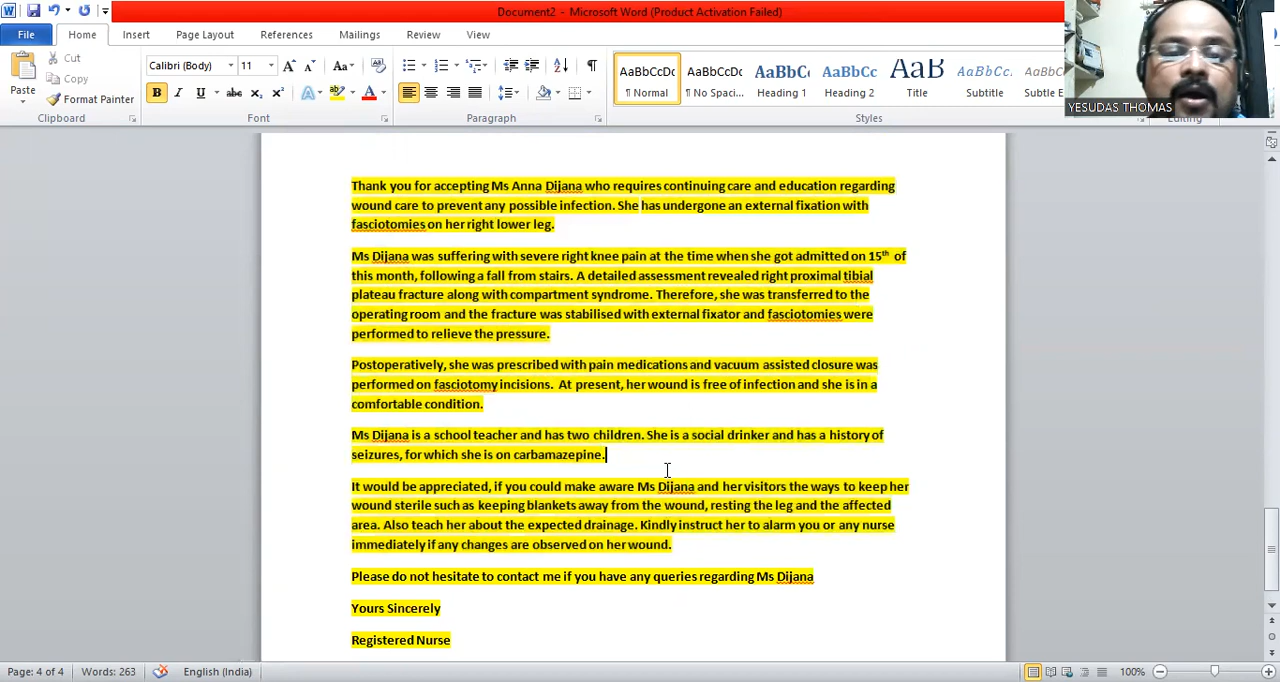 Document2 - Microsoft Word (Product Activation Failed)
File Home Insert Page Layout References Mailings Review View
Paste
Cut
Copy
Format Painter
Clipboard
Calibri (Body) 11
Font
Paragraph
AaBbCcDc AaBbCcDc AaBbCc AaBbCc AaB AaBbCc AaBbCcD
¶ Normal ¶ No Spaci... Heading 1 Heading 2 Title Subtitle Subtle E
Styles
Editing
YESUDAS THOMAS
Thank you for accepting Ms Anna Dijana who requires continuing care and education regarding
wound care to prevent any possible infection. She has undergone an external fixation with
fasciotomies on her right lower leg.
Ms Dijana was suffering with severe right knee pain at the time when she got admitted on 15th of
this month, following a fall from stairs. A detailed assessment revealed right proximal tibial
plateau fracture along with compartment syndrome. Therefore, she was transferred to the
operating room and the fracture was stabilised with external fixator and fasciotomies were
performed to relieve the pressure.
Postoperatively, she was prescribed with pain medications and vacuum assisted closure was
performed on fasciotomy incisions. At present, her wound is free of infection and she is in a
comfortable condition.
Ms Dijana is a school teacher and has two children. She is a social drinker and has a history of
seizures, for which she is on carbamazepine.
It would be appreciated, if you could make aware Ms Dijana and her visitors the ways to keep her
wound sterile such as keeping blankets away from the wound, resting the leg and the affected
area. Also teach her about the expected drainage. Kindly instruct her to alarm you or any nurse
immediately if any changes are observed on her wound.
Please do not hesitate to contact me if you have any queries regarding Ms Dijana
Yours Sincerely
Registered Nurse
Page: 4 of 4 Words: 263 English (India) 100%